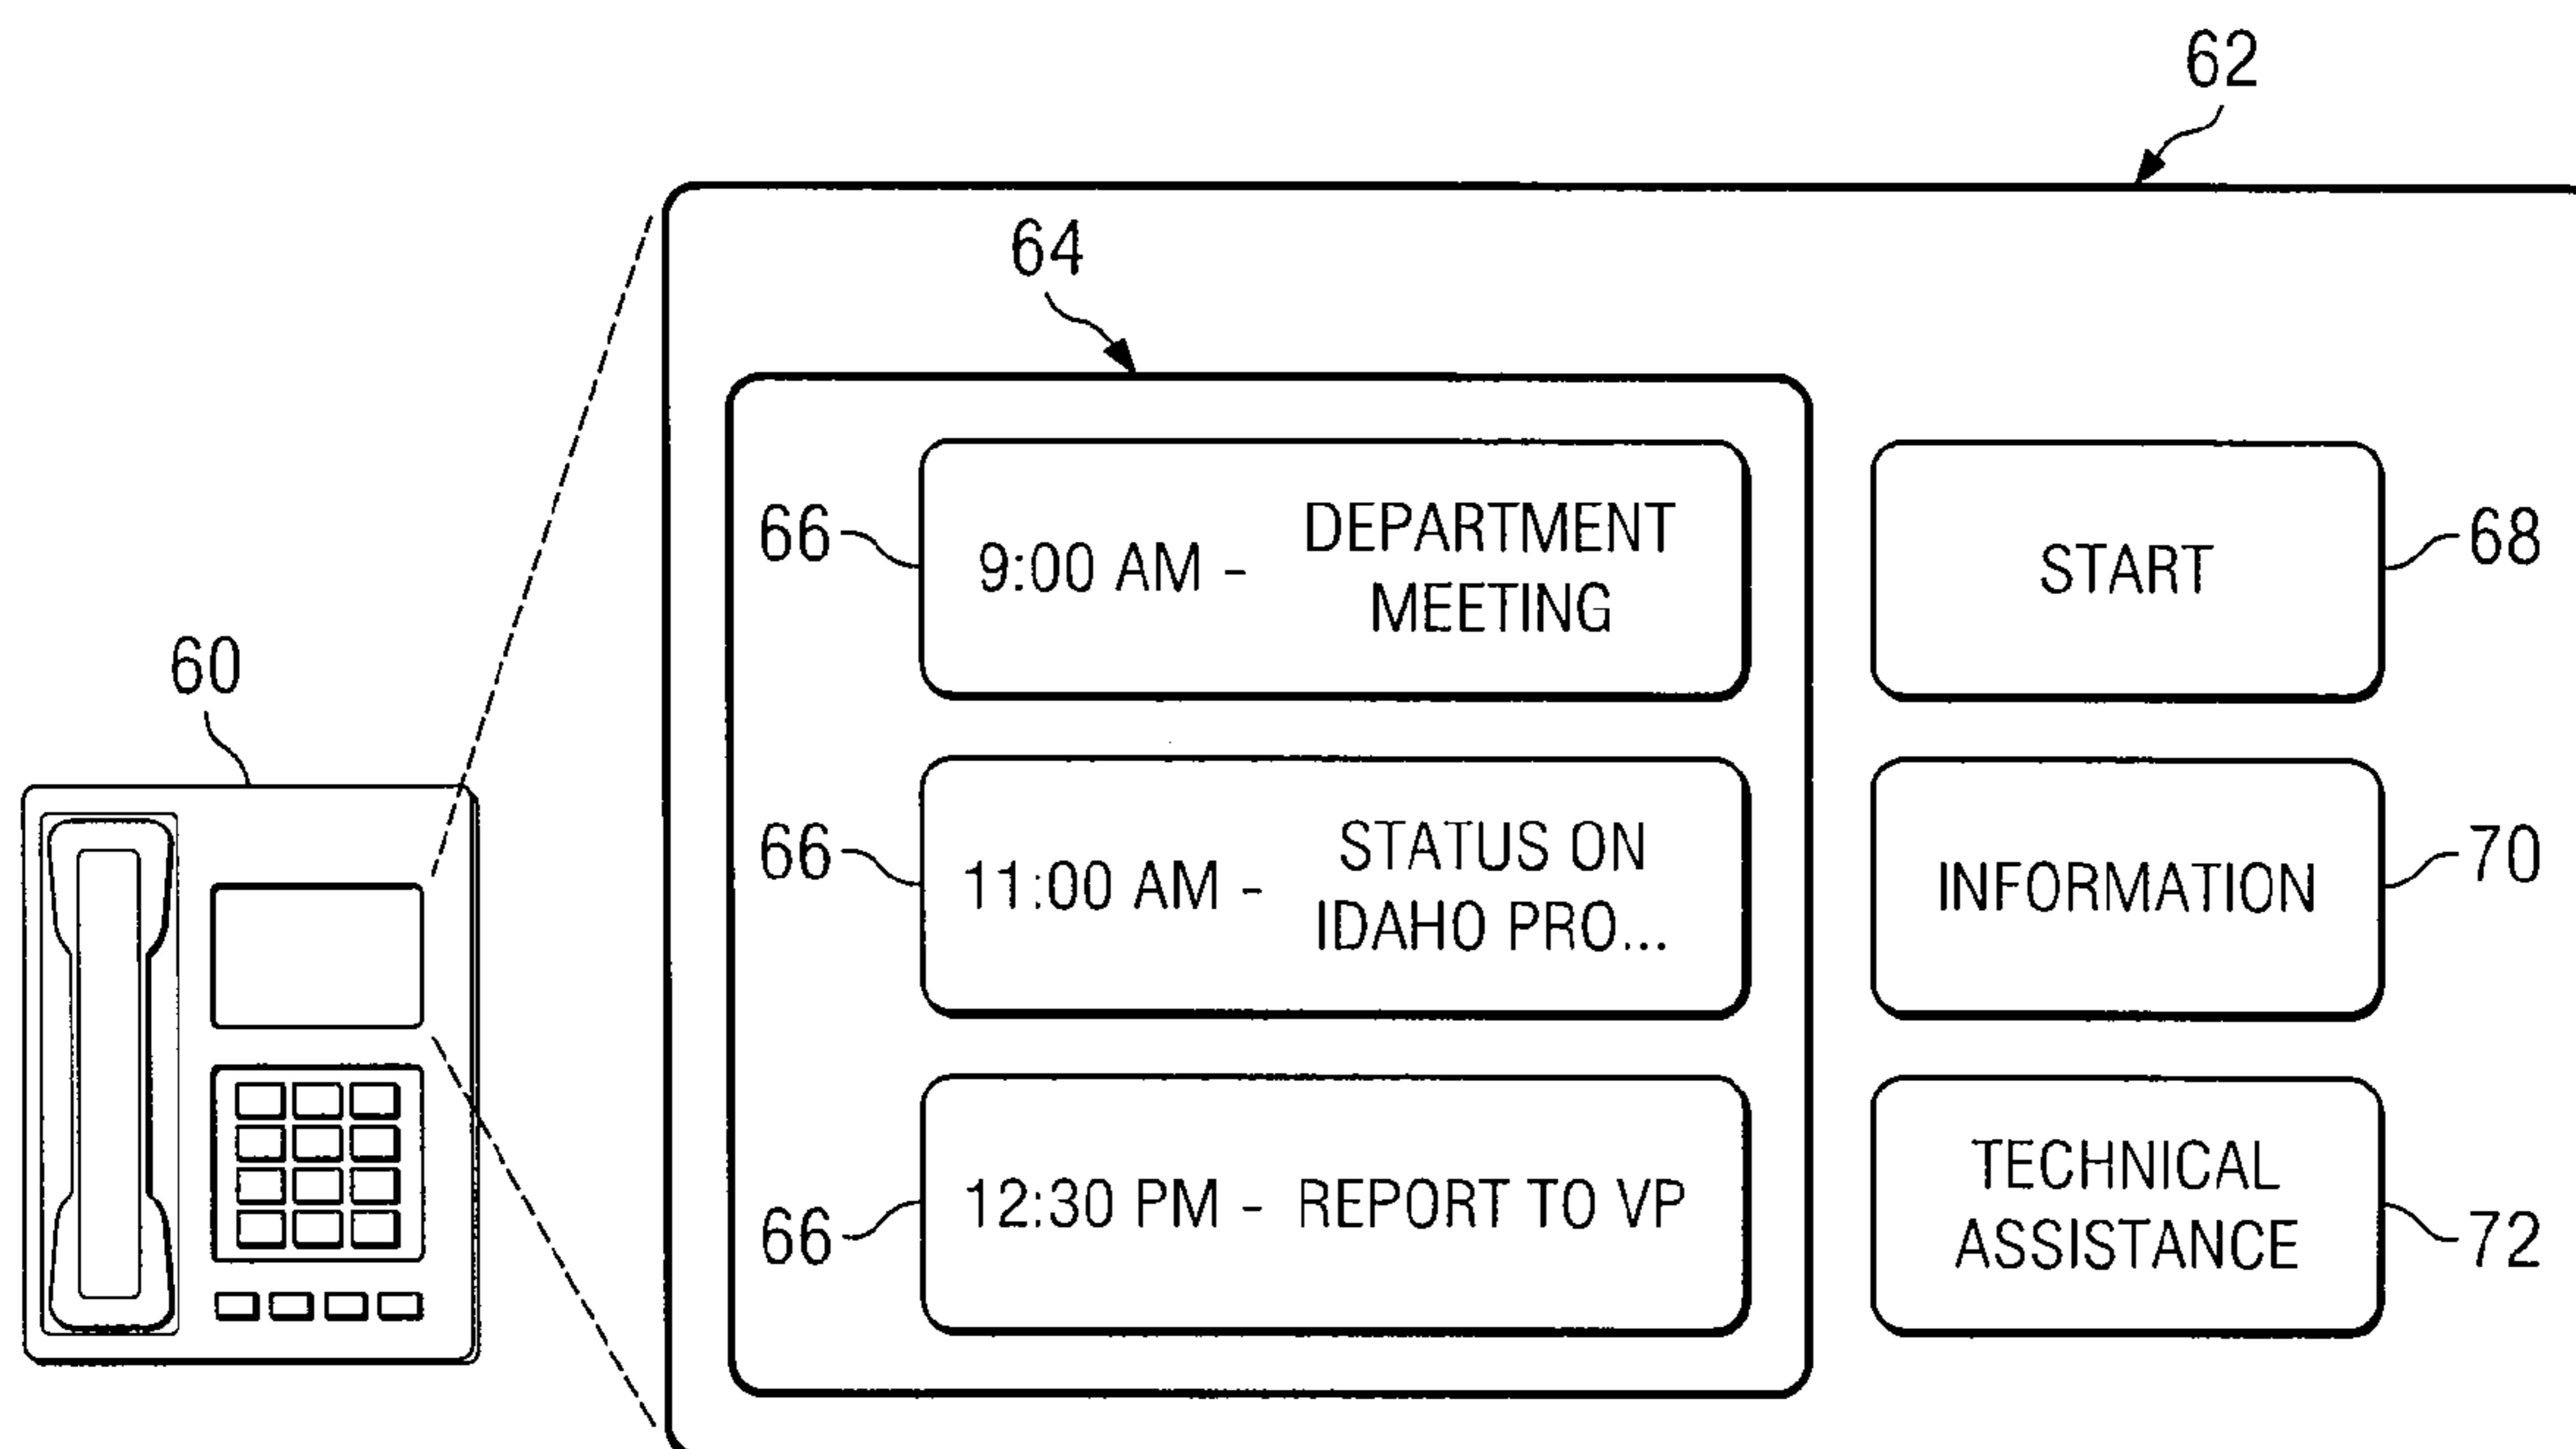 62
64
66
9:00 AM - DEPARTMENT
MEETING
START
68
60
66
11:00 AM - STATUS ON
IDAHO PRO...
INFORMATION
70
66
12:30 PM - REPORT TO VP
TECHNICAL
ASSISTANCE
72